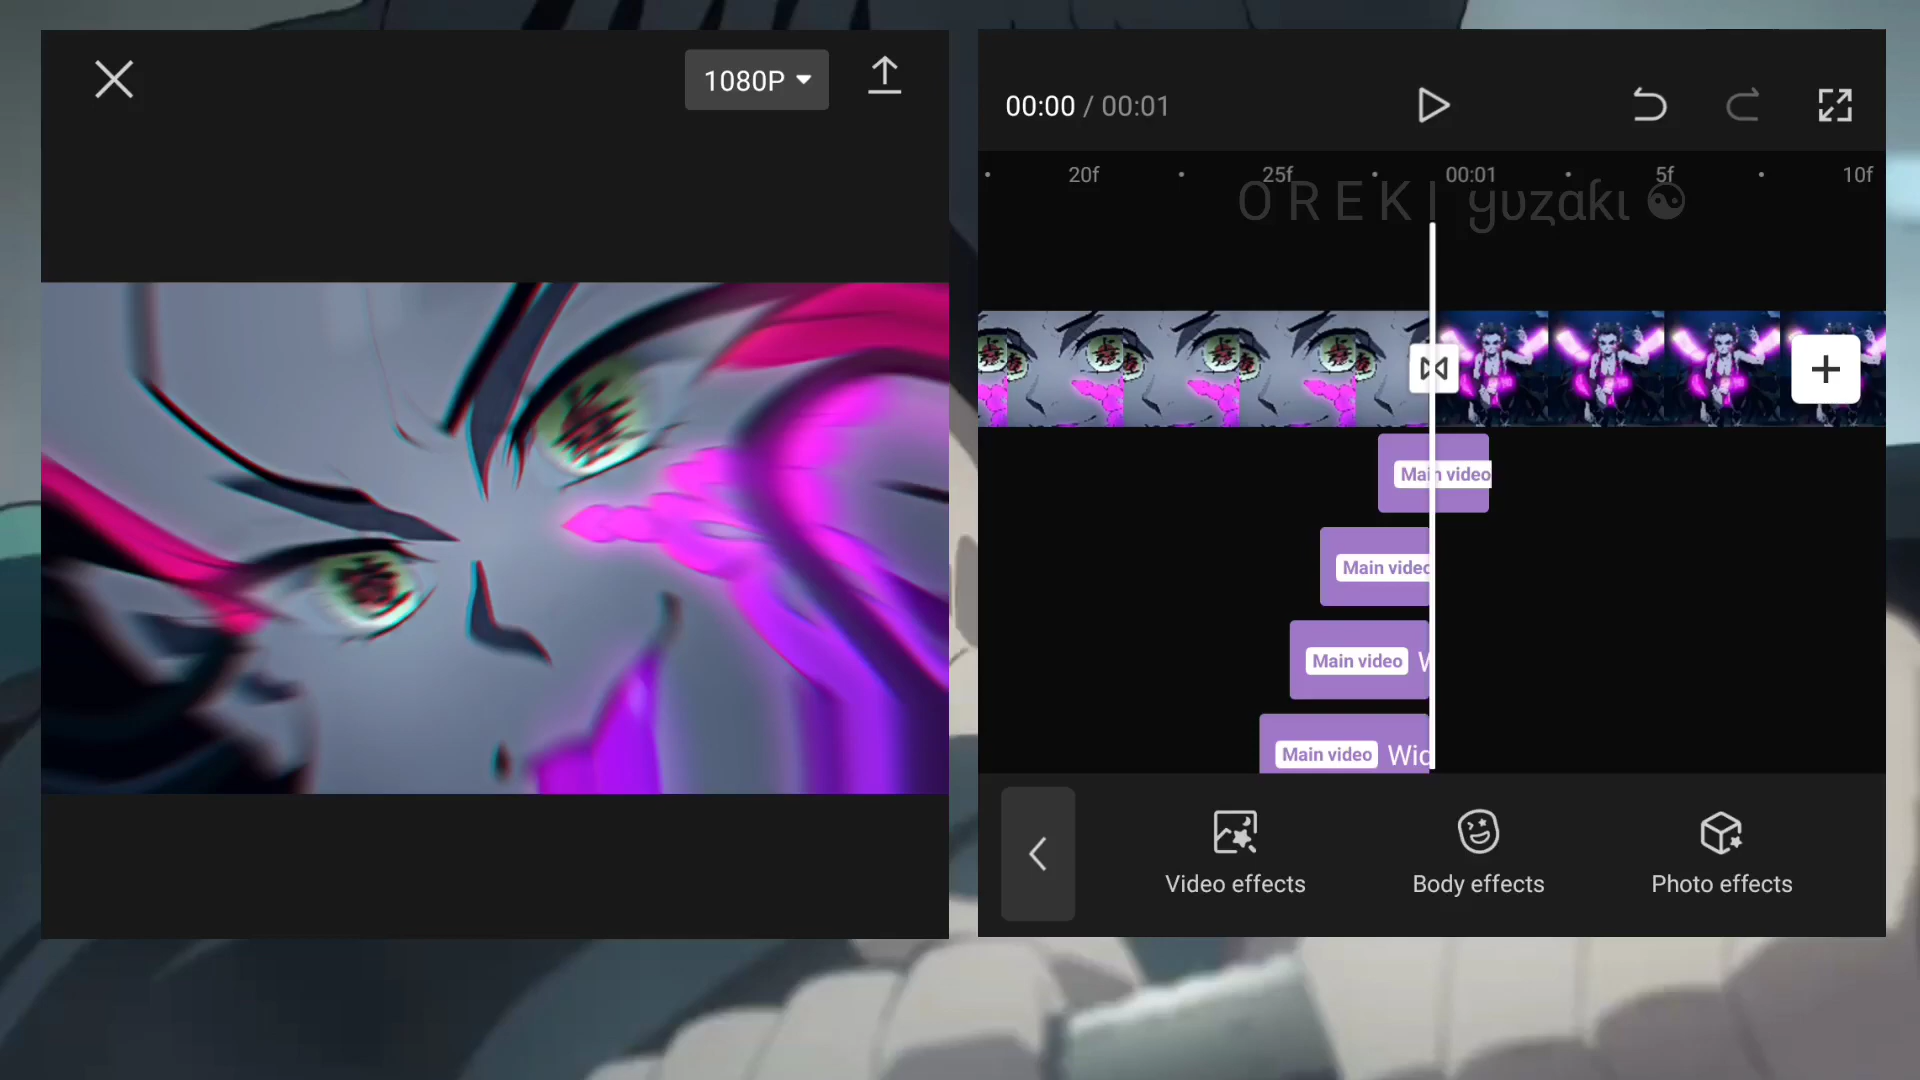 1080P
00:00 / 00:01
20f 25f 00:01 5f 10f
OREKI yuzaki
Main video
Main video
Main video
Main video
Video effects Body effects Photo effects